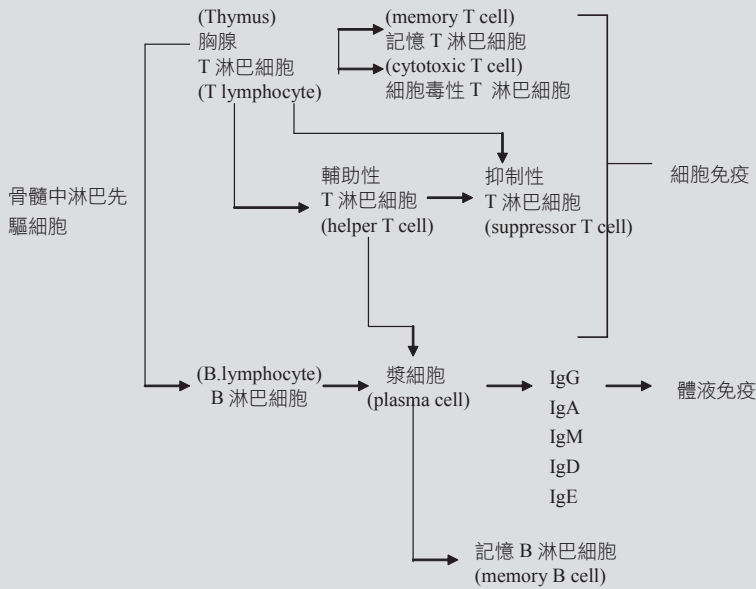 (Thymus)
胸腺
T 淋巴細胞
(T lymphocyte)
(memory T cell)
記憶 T 淋巴細胞
(cytotoxic T cell)
細胞毒性 T 淋巴細胞
骨髓中淋巴先
驅細胞
輔助性
T 淋巴細胞
(helper T cell)
抑制性
T 淋巴細胞
(suppressor T cell)
細胞免疫
(B.lymphocyte)
B 淋巴細胞
漿細胞
(plasma cell)
IgG
IgA
IgM
IgD
IgE
體液免疫
記憶 B 淋巴細胞
(memory B cell)